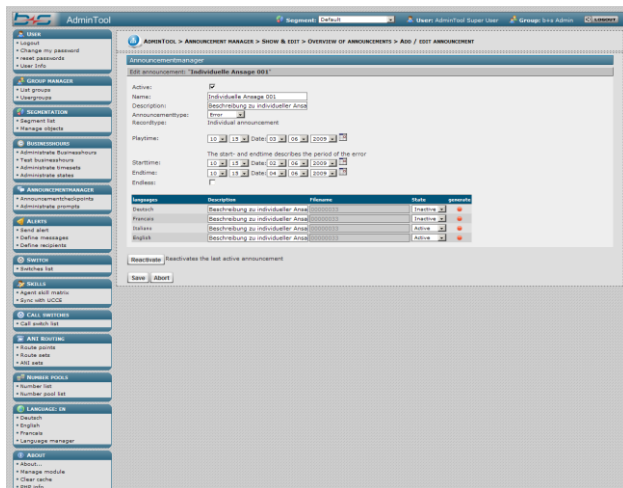 b+s AdminTool
Segment: Default User: AdminTool Super User Group: b+s Admin LOGOUT
AdminTool > Announcement manager > Show & edit > Overview of announcements > Add / edit announcement
Announcementmanager
Edit announcement: "Individuelle Ansage 001"
Active:
Name: Individuelle Ansage 001
Description: Beschreibung zu individueller Ansa
Announcementtype: Error
Recordtype: Individual announcement
Playtime: 10 15 Date: 03 06 2009
The start- and endtime describes the period of the error
Starttime: 10 15 Date: 02 06 2009
Endtime: 10 15 Date: 04 06 2009
Endless:
languages Description Filename State generate
Deutsch Beschreibung zu individueller Ansa Inactive
Francais Beschreibung zu individueller Ansa Inactive
Italiano Beschreibung zu individueller Ansa Active
English Beschreibung zu individueller Ansa Active
Reactivate Reactivates the last active announcement
Save Abort
User
Logout
Change my password
reset passwords
User Info
Group manager
List groups
Usergroups
Segmentation
Segment list
Manage objects
Businesshours
Administrate Businesshours
Test businesshours
Administrate timesets
Administrate states
Announcementmanager
Announcementcheckpoints
Administrate prompts
Alerts
Send alert
Define messages
Define recipients
Switch
Switches list
Skills
Agent skill matrix
Sync with UCCE
Call switches
Call switch list
ANI Routing
Route points
Route sets
ANI sets
Number pools
Number list
Number pool list
Language: EN
Deutsch
English
Francais
Language manager
About
About...
Manage module
Clear cache
PHP info